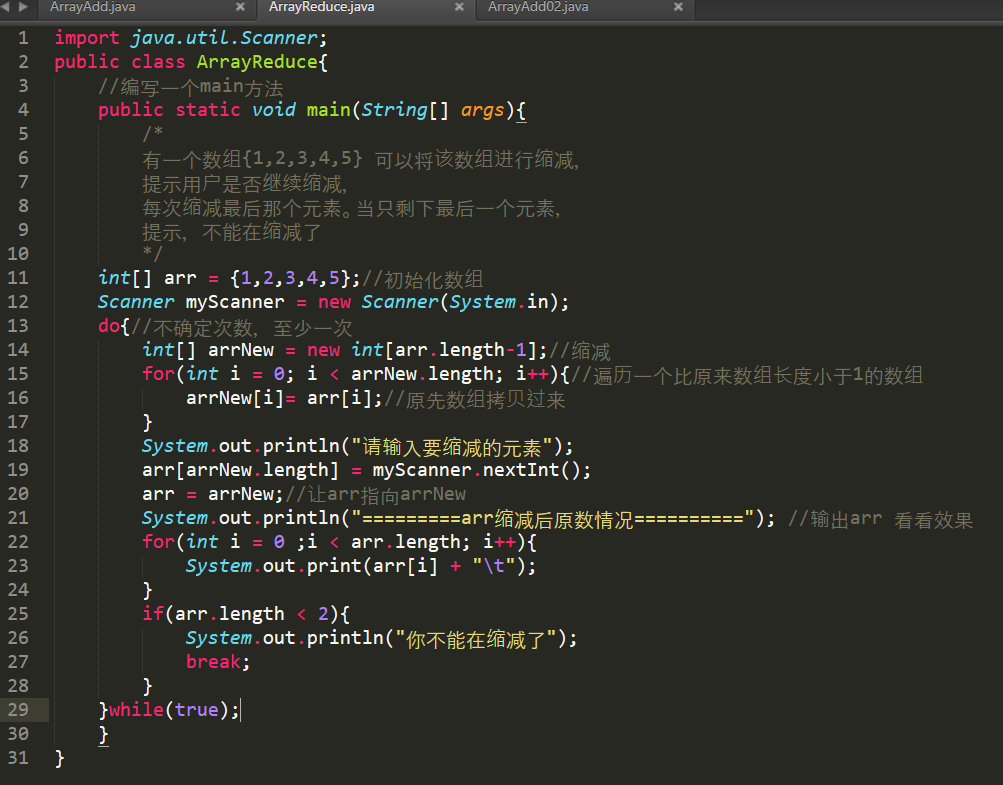 ArrayAdd.java × ArrayReduce.java × ArrayAdd02.java ×
1 import java.util.Scanner;
2 public class ArrayReduce{
3 //编写一个main方法
4 public static void main(String[] args){
5 /*
6 有一个数组{1,2,3,4,5} 可以将该数组进行缩减,
7 提示用户是否继续缩减,
8 每次缩减最后那个元素。当只剩下最后一个元素,
9 提示, 不能在缩减了
10 */
11 int[] arr = {1,2,3,4,5};//初始化数组
12 Scanner myScanner = new Scanner(System.in);
13 do{//不确定次数, 至少一次
14 int[] arrNew = new int[arr.length-1];//缩减
15 for(int i = 0; i < arrNew.length; i++){//遍历一个比原来数组长度小于1的数组
16 arrNew[i]= arr[i];//原先数组拷贝过来
17 }
18 System.out.println("请输入要缩减的元素");
19 arr[arrNew.length] = myScanner.nextInt();
20 arr = arrNew;//让arr指向arrNew
21 System.out.println("=========arr缩减后原数情况=========="); //输出arr 看看效果
22 for(int i = 0 ;i < arr.length; i++){
23 System.out.print(arr[i] + "\t");
24 }
25 if(arr.length < 2){
26 System.out.println("你不能在缩减了");
27 break;
28 }
29 }while(true);
30 }
31 }